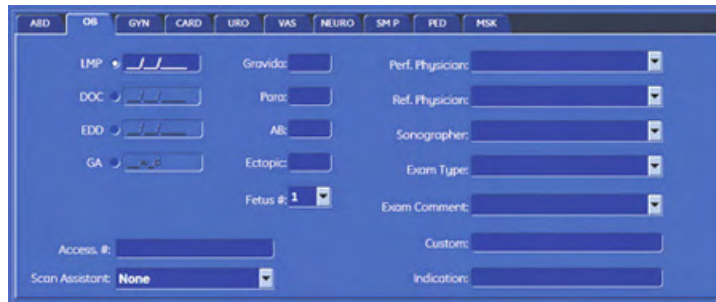 ABD OB GYN CARD URO VAS NEURO SM P PED MSK
LMP __/__/____ Gravida: Perf. Physician:
DOC __/__/____ Para: Ref. Physician:
EDD __/__/____ AB: Sonographer:
GA __w_d Ectopic: Exam Type:
Fetus #: 1 Exam Comment:
Access. #: Custom:
Scan Assistant: None Indication: